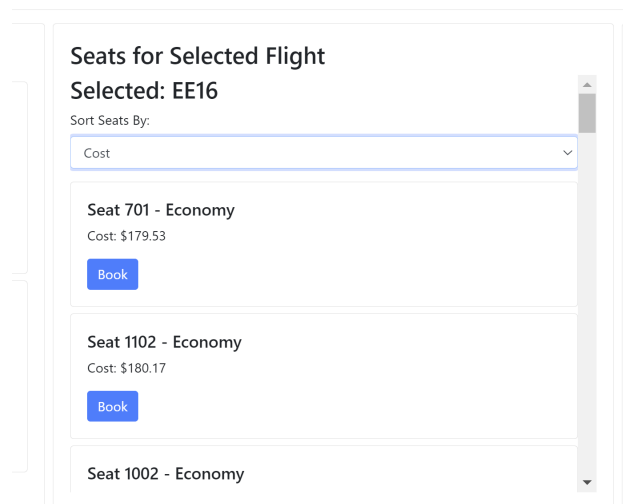 Seats for Selected Flight
Selected: EE16
Sort Seats By:
Cost
Seat 701 - Economy
Cost: $179.53
Book
Seat 1102 - Economy
Cost: $180.17
Book
Seat 1002 - Economy